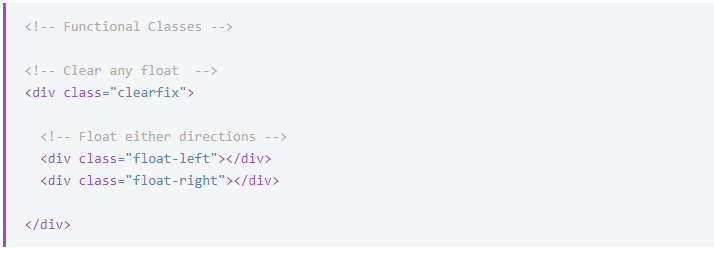 <!-- Functional Classes -->
<!-- Clear any float  -->
<div class="clearfix">
  <!-- Float either directions -->
  <div class="float-left"></div>
  <div class="float-right"></div>
</div>